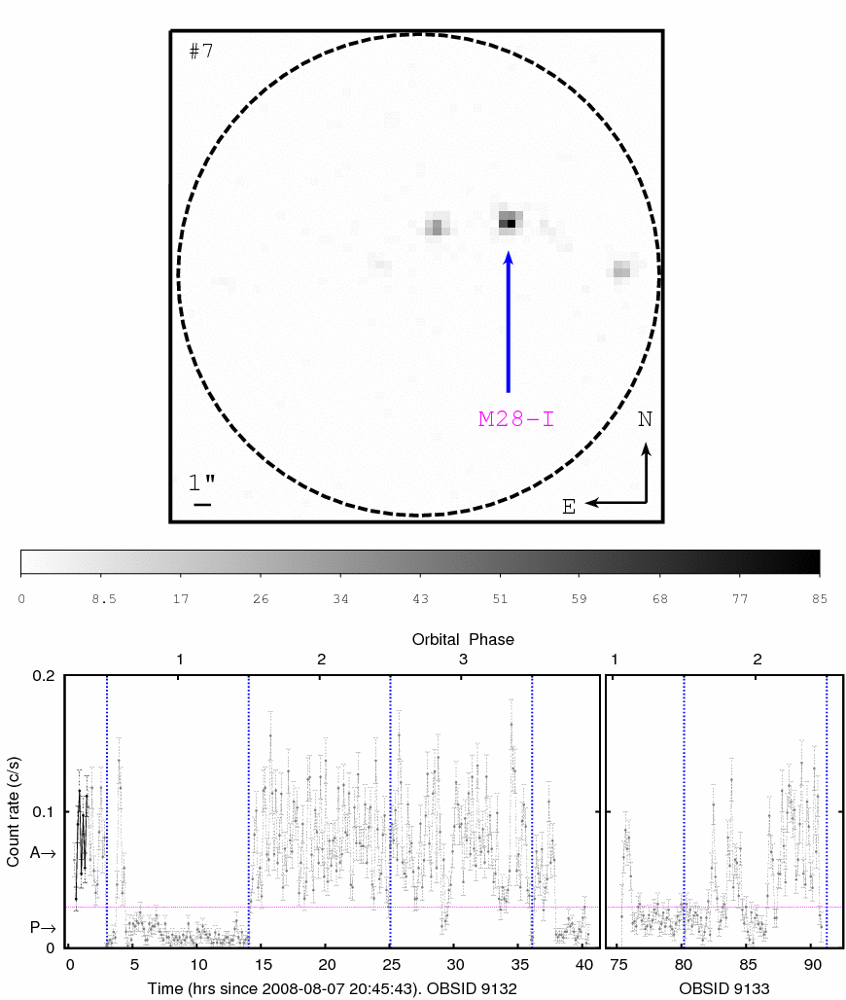 #7
M28-I
N
1"
E
0 8.5 17 26 34 43 51 59 68 77 85
Orbital Phase
1 2 3 1 2
0.2
0.1
A→
P→
0
Count rate (c/s)
0 5 10 15 20 25 30 35 40 75 80 85 90
Time (hrs since 2008-08-07 20:45:43). OBSID 9132 OBSID 9133